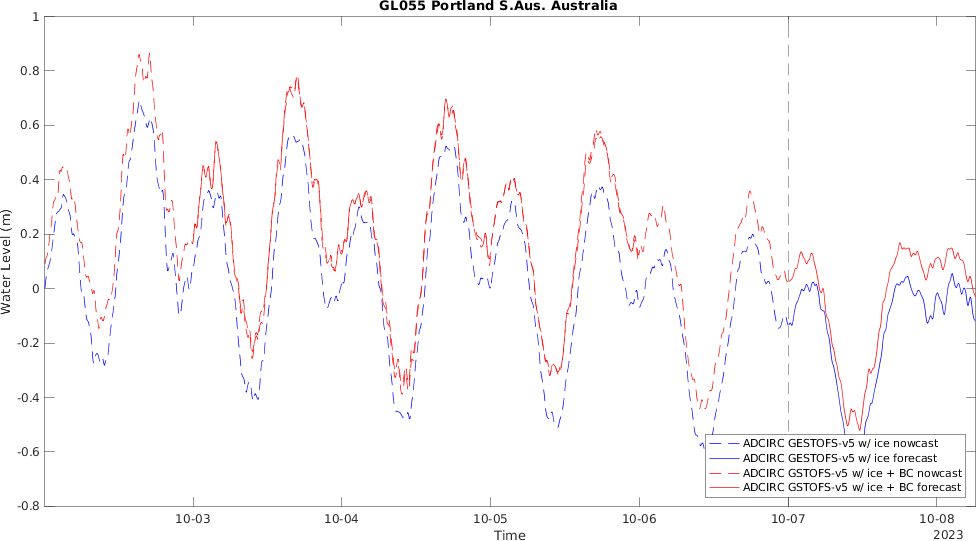 GL055 Portland S.Aus. Australia
Water Level (m)
1
0.8
0.6
0.4
0.2
0
-0.2
-0.4
-0.6
-0.8
ADCIRC GESTOFS-v5 w/ ice nowcast
ADCIRC GESTOFS-v5 w/ ice forecast
ADCIRC GSTOFS-v5 w/ ice + BC nowcast
ADCIRC GSTOFS-v5 w/ ice + BC forecast
10-03 10-04 10-05 10-06 10-07 10-08
Time
2023